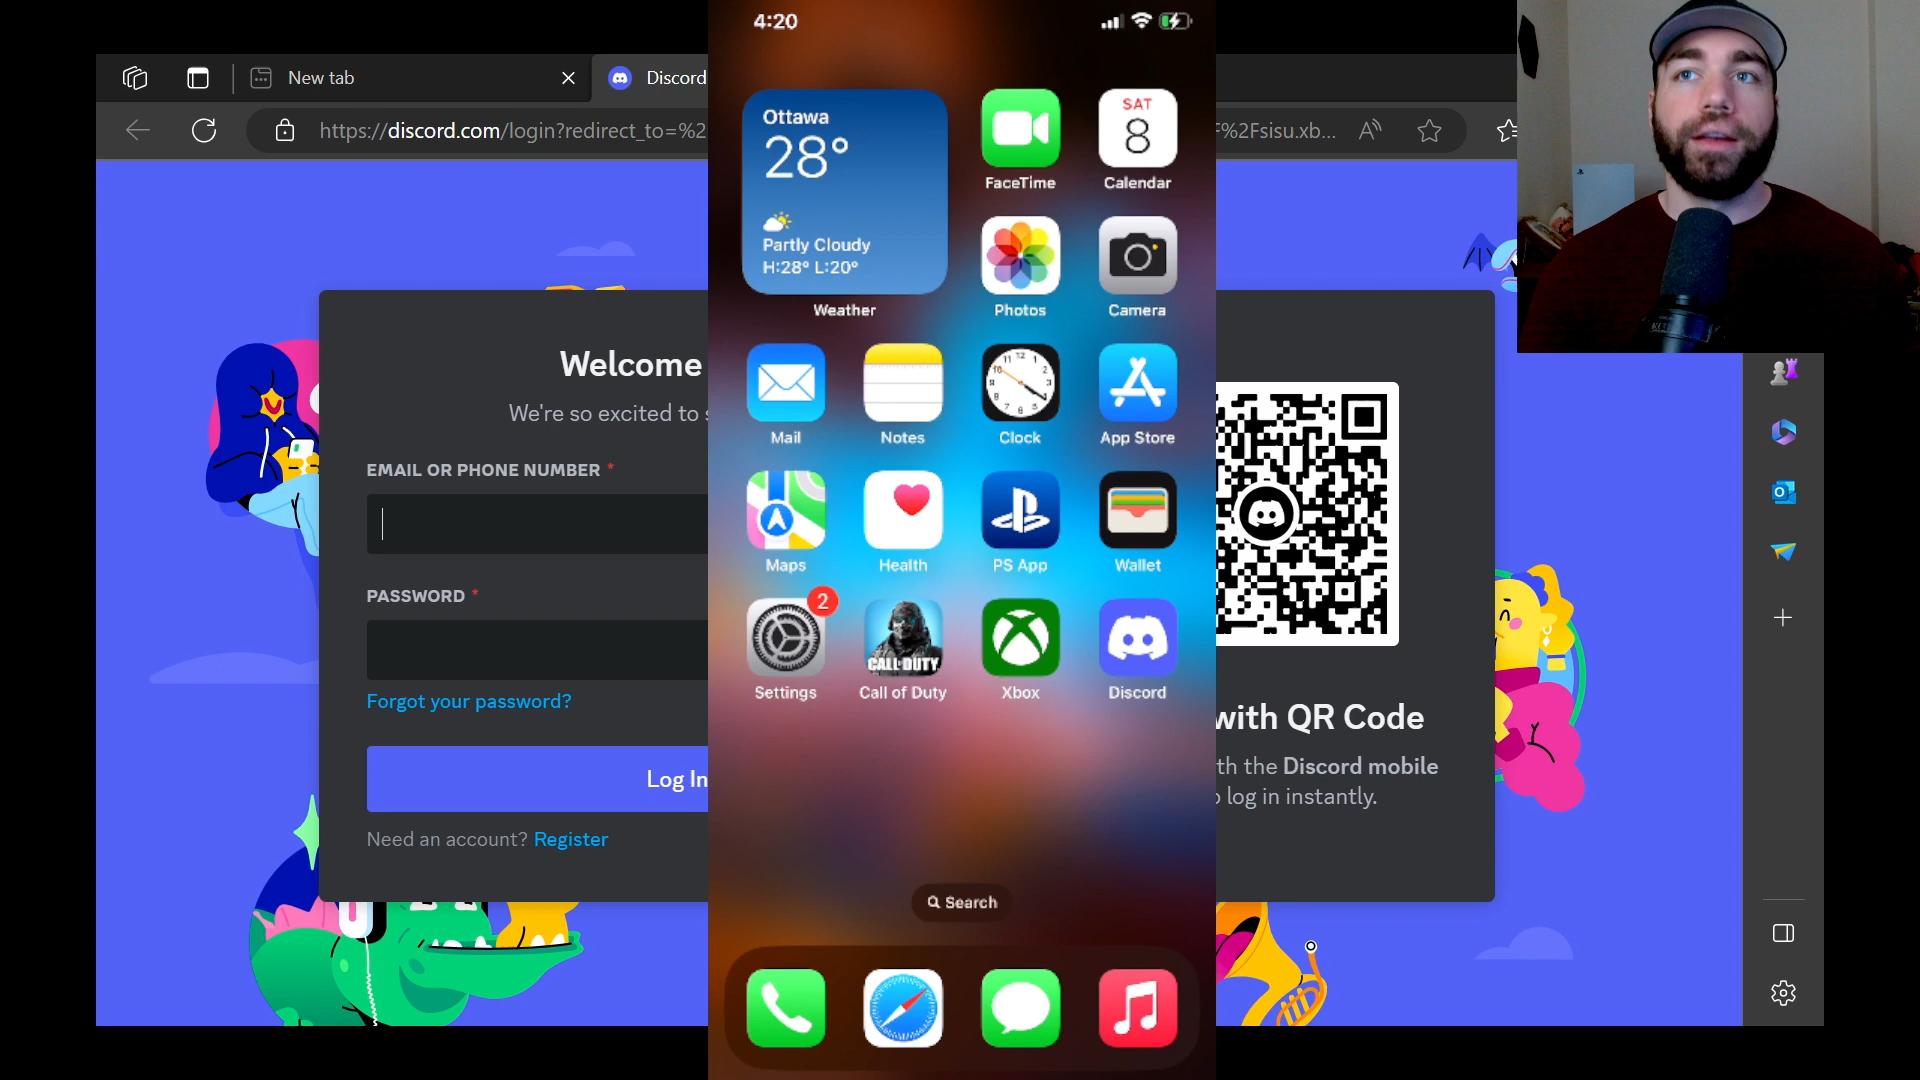 4:20
New tab
Discord
https://discord.com/login?redirect_to=%2
F%2Fsisu.xb...
Ottawa
28°
Partly Cloudy
H:28° L:20°
Weather
FaceTime
SAT
8
Calendar
Photos
Camera
Mail
Notes
Clock
App Store
Maps
Health
PS App
Wallet
2
Settings
CALL OF DUTY
Call of Duty
Xbox
Discord
Search
Welcome
We're so excited to s
EMAIL OR PHONE NUMBER *
PASSWORD *
Forgot your password?
Log In
Need an account? Register
with QR Code
th the Discord mobile
log in instantly.